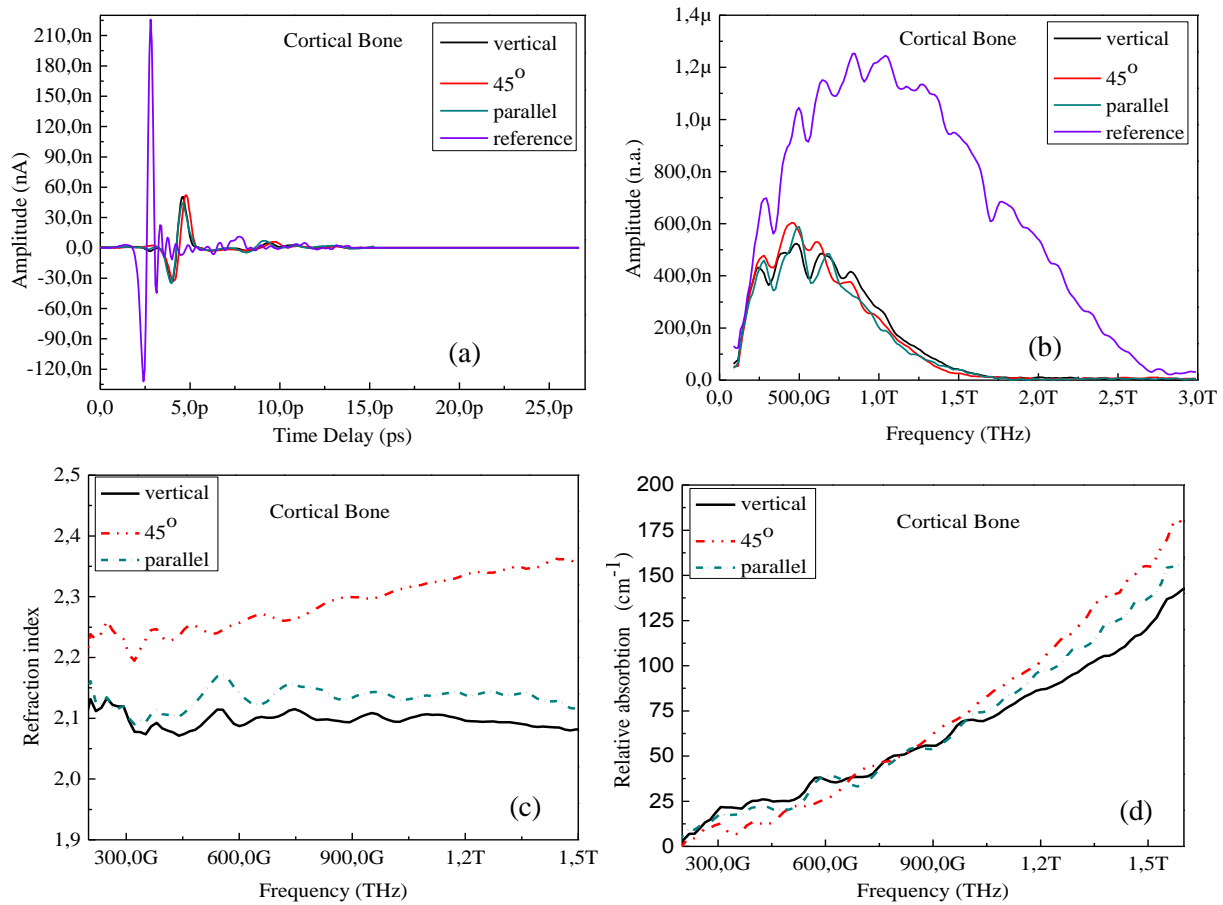 Cortical Bone
vertical
45°
parallel
reference
210,0n
180,0n
150,0n
120,0n
90,0n
60,0n
30,0n
0,0
-30,0n
-60,0n
-90,0n
-120,0n
Amplitude (nA)
(a)
0,0 5,0p 10,0p 15,0p 20,0p 25,0p
Time Delay (ps)
Cortical Bone
vertical
45°
parallel
reference
1,4µ
1,2µ
1,0µ
800,0n
600,0n
400,0n
200,0n
0,0
Amplitude (n.a.)
(b)
500,0G 1,0T 1,5T 2,0T 2,5T 3,0T
Frequency (THz)
vertical
45°
parallel
Cortical Bone
2,5
2,4
2,3
2,2
2,1
2,0
1,9
Refraction index
(c)
300,0G 600,0G 900,0G 1,2T 1,5T
Frequency (THz)
vertical
45°
parallel
Cortical Bone
200
175
150
125
100
75
50
25
0
Relative absorbtion (cm⁻¹)
(d)
300,0G 600,0G 900,0G 1,2T 1,5T
Frequency (THz)